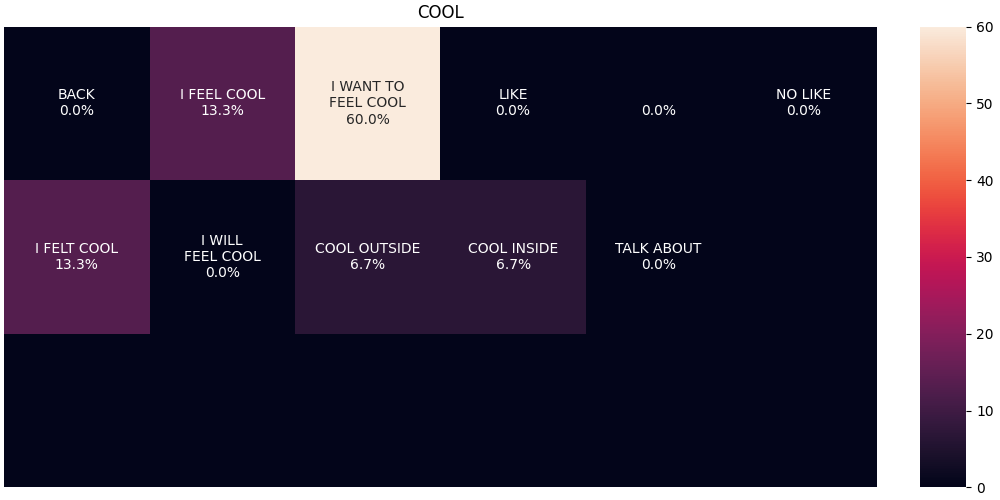 COOL
BACK
0.0%
I FEEL COOL
13.3%
I WANT TO
FEEL COOL
60.0%
LIKE
0.0%
0.0%
NO LIKE
0.0%
I FELT COOL
13.3%
I WILL
FEEL COOL
0.0%
COOL OUTSIDE
6.7%
COOL INSIDE
6.7%
TALK ABOUT
0.0%
60
50
40
30
20
10
0